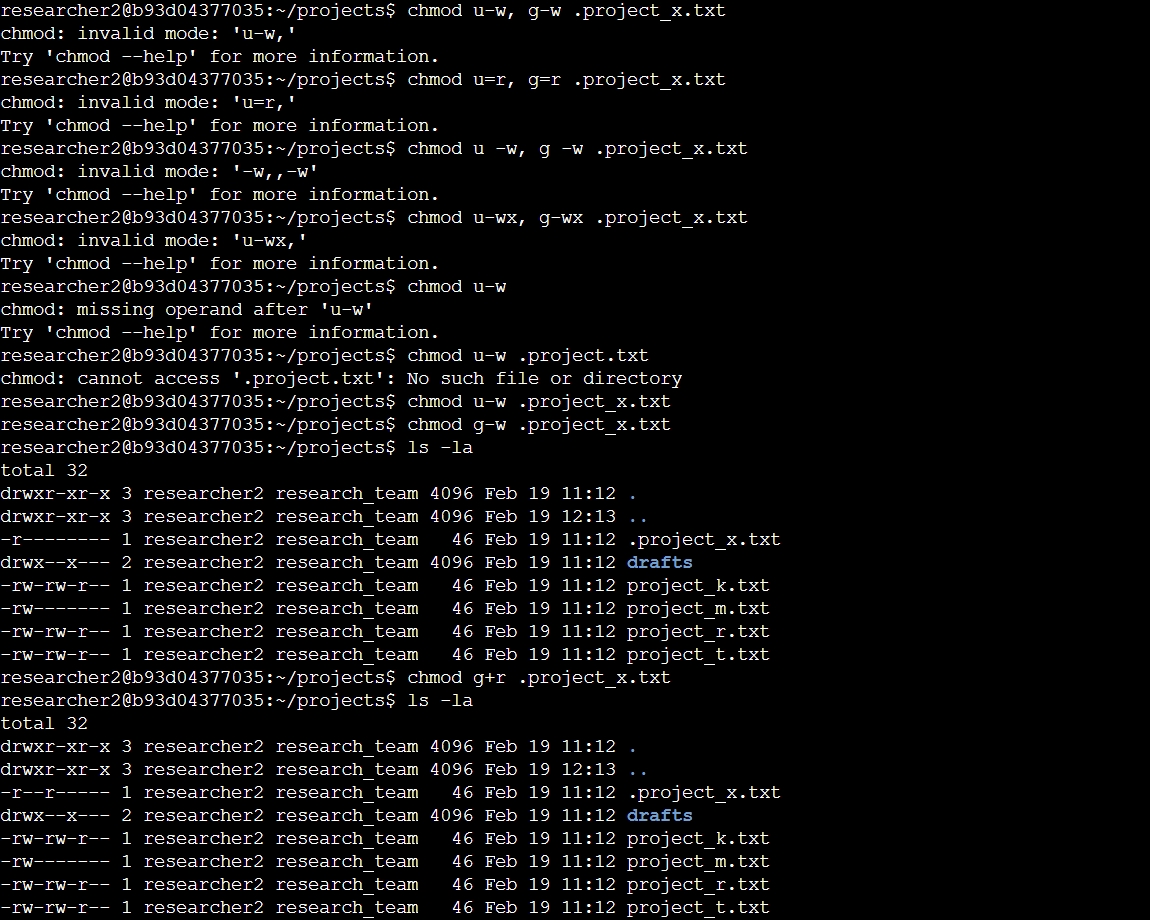 researcher2@b93d04377035:~/projects$ chmod u-w, g-w .project_x.txt
chmod: invalid mode: 'u-w,'
Try 'chmod --help' for more information.
researcher2@b93d04377035:~/projects$ chmod u=r, g=r .project_x.txt
chmod: invalid mode: 'u=r,'
Try 'chmod --help' for more information.
researcher2@b93d04377035:~/projects$ chmod u -w, g -w .project_x.txt
chmod: invalid mode: '-w,,-w'
Try 'chmod --help' for more information.
researcher2@b93d04377035:~/projects$ chmod u-wx, g-wx .project_x.txt
chmod: invalid mode: 'u-wx,'
Try 'chmod --help' for more information.
researcher2@b93d04377035:~/projects$ chmod u-w
chmod: missing operand after 'u-w'
Try 'chmod --help' for more information.
researcher2@b93d04377035:~/projects$ chmod u-w .project.txt
chmod: cannot access '.project.txt': No such file or directory
researcher2@b93d04377035:~/projects$ chmod u-w .project_x.txt
researcher2@b93d04377035:~/projects$ chmod g-w .project_x.txt
researcher2@b93d04377035:~/projects$ ls -la
total 32
drwxr-xr-x 3 researcher2 research_team 4096 Feb 19 11:12 .
drwxr-xr-x 3 researcher2 research_team 4096 Feb 19 12:13 ..
-r-------- 1 researcher2 research_team   46 Feb 19 11:12 .project_x.txt
drwx--x--- 2 researcher2 research_team 4096 Feb 19 11:12 drafts
-rw-rw-r-- 1 researcher2 research_team   46 Feb 19 11:12 project_k.txt
-rw------- 1 researcher2 research_team   46 Feb 19 11:12 project_m.txt
-rw-rw-r-- 1 researcher2 research_team   46 Feb 19 11:12 project_r.txt
-rw-rw-r-- 1 researcher2 research_team   46 Feb 19 11:12 project_t.txt
researcher2@b93d04377035:~/projects$ chmod g+r .project_x.txt
researcher2@b93d04377035:~/projects$ ls -la
total 32
drwxr-xr-x 3 researcher2 research_team 4096 Feb 19 11:12 .
drwxr-xr-x 3 researcher2 research_team 4096 Feb 19 12:13 ..
-r--r----- 1 researcher2 research_team   46 Feb 19 11:12 .project_x.txt
drwx--x--- 2 researcher2 research_team 4096 Feb 19 11:12 drafts
-rw-rw-r-- 1 researcher2 research_team   46 Feb 19 11:12 project_k.txt
-rw------- 1 researcher2 research_team   46 Feb 19 11:12 project_m.txt
-rw-rw-r-- 1 researcher2 research_team   46 Feb 19 11:12 project_r.txt
-rw-rw-r-- 1 researcher2 research_team   46 Feb 19 11:12 project_t.txt